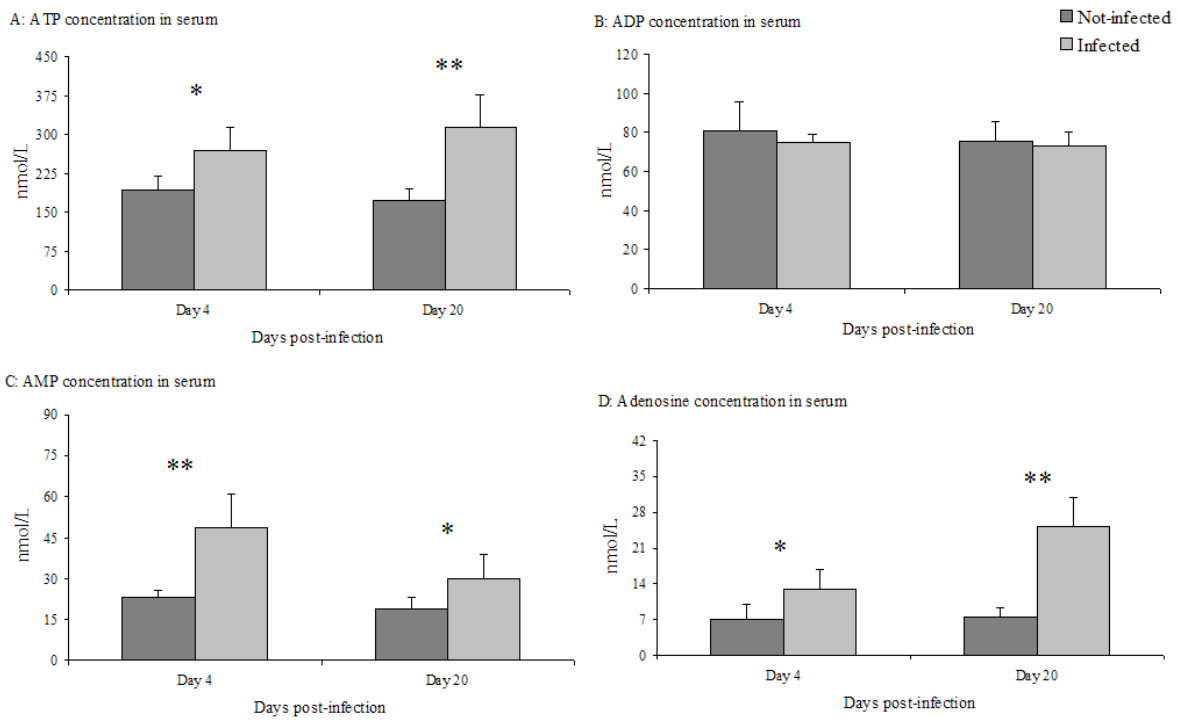 A: ATP concentration in serum
450
375
300
225
150
75
0
nmol/L
*
**
Day 4
Day 20
Days post-infection
B: ADP concentration in serum
Not-infected
Infected
120
100
80
60
40
20
0
nmol/L
Day 4
Day 20
Days post-infection
C: AMP concentration in serum
90
75
60
45
30
15
0
nmol/L
**
*
Day 4
Day 20
Days post-infection
D: Adenosine concentration in serum
42
35
28
21
14
7
0
nmol/L
*
**
Day 4
Day 20
Days post-infection